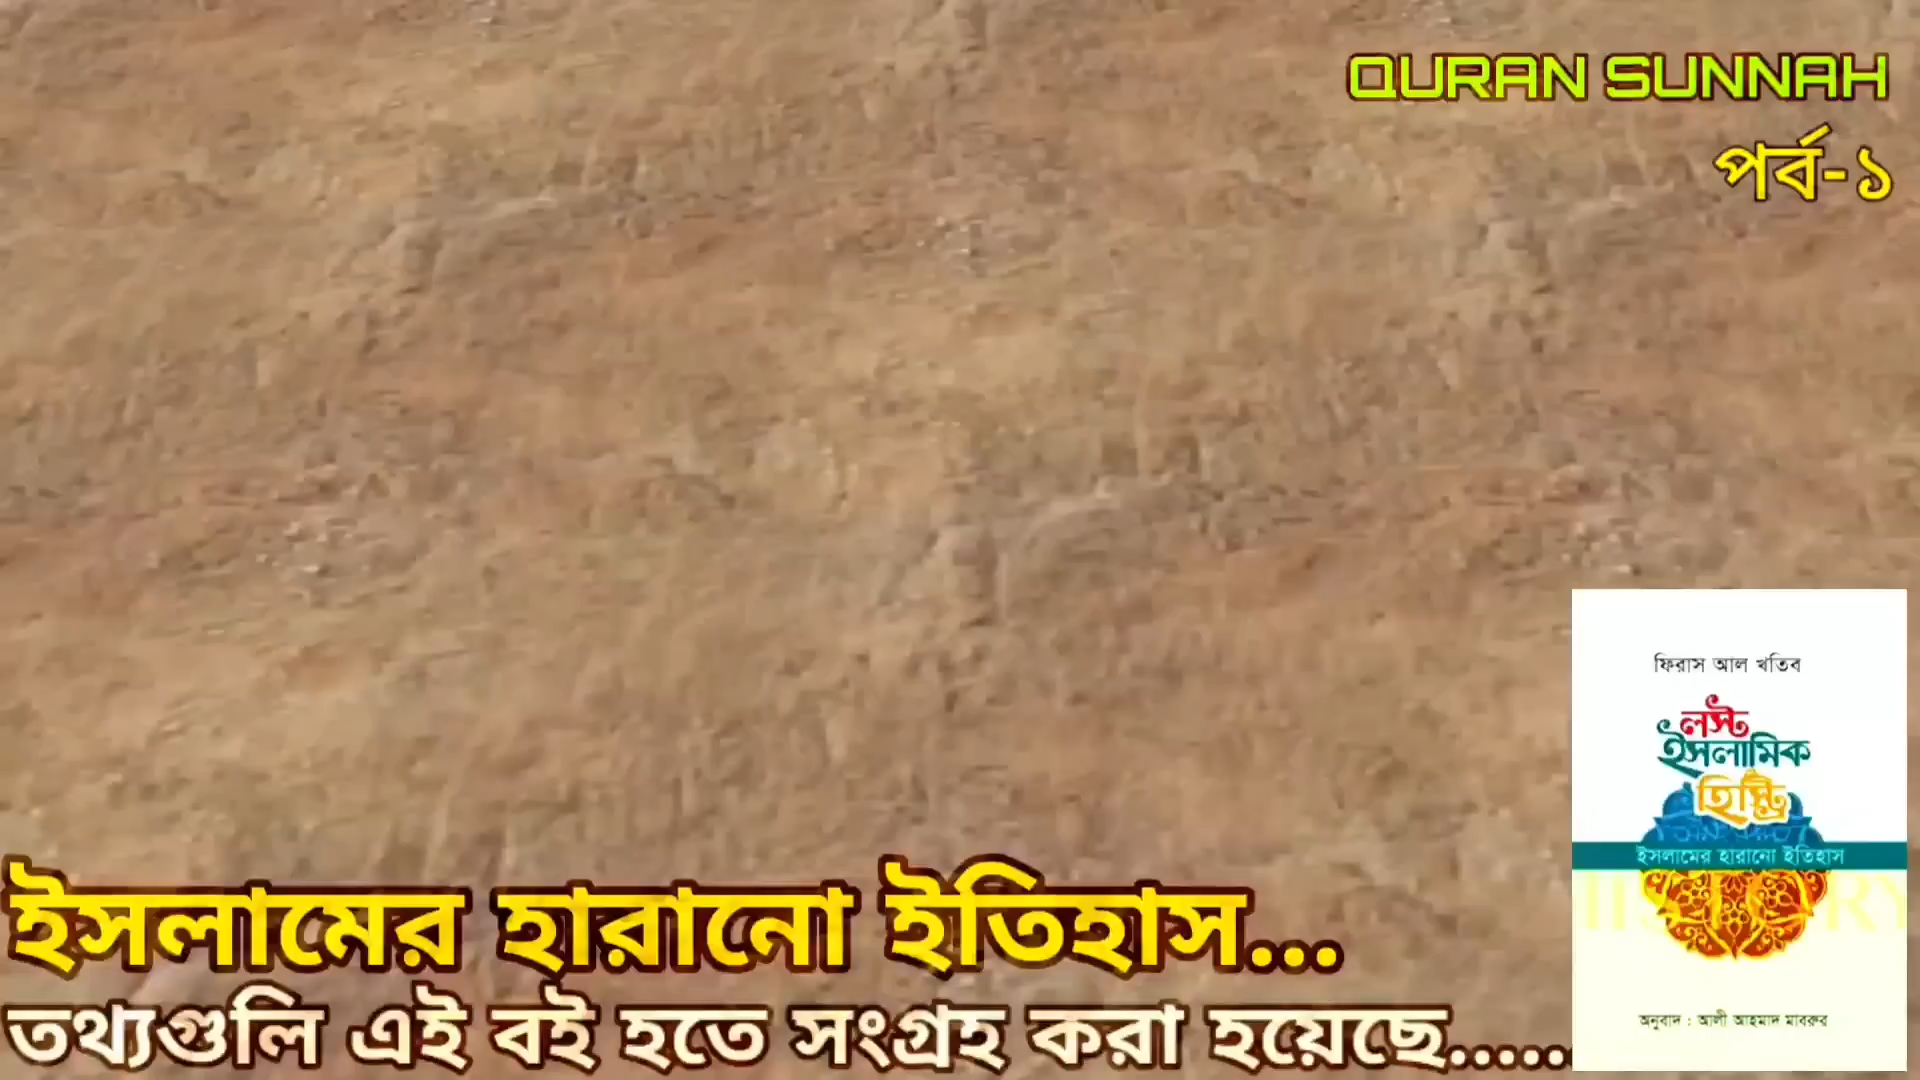 QURAN SUNNAH
পর্ব-১
ফিরাস আল খতিব
লস্ট
ইসলামিক
হিস্ট্রি
ইসলামের হারানো ইতিহাস
অনুবাদ : আলী আহমাদ মাবরুর
ইসলামের হারানো ইতিহাস...
তথ্যগুলি এই বই হতে সংগ্রহ করা হয়েছে......